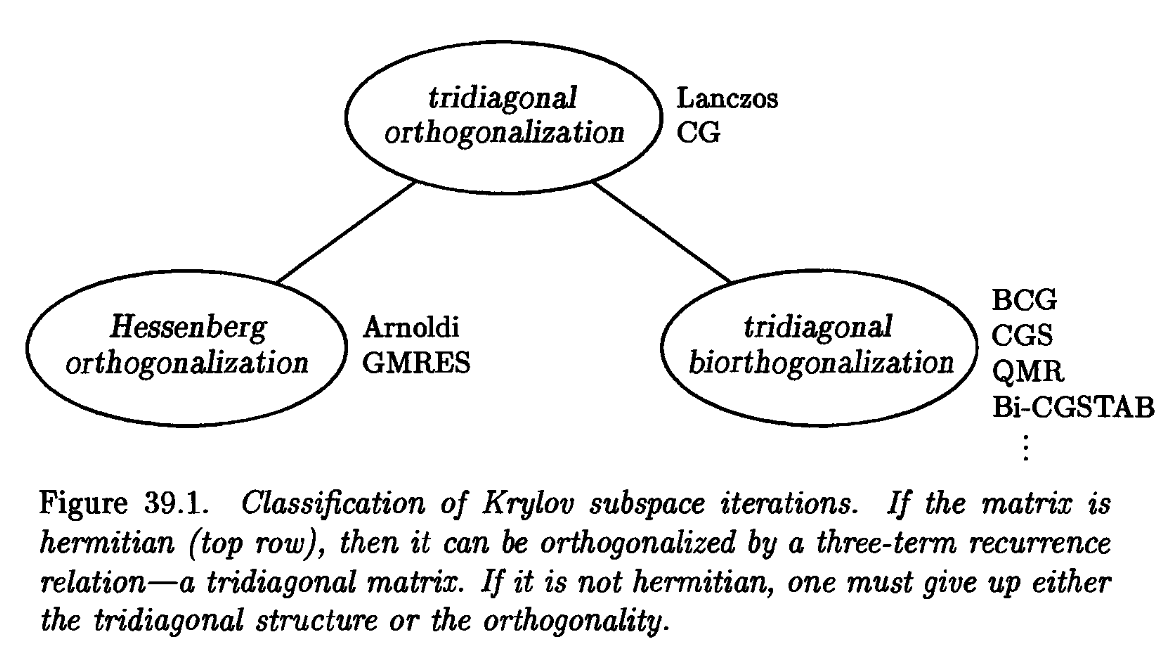 tridiagonal
orthogonalization
Lanczos
CG
Hessenberg
orthogonalization
Arnoldi
GMRES
tridiagonal
biorthogonalization
BCG
CGS
QMR
Bi-CGSTAB
⋮
Figure 39.1. Classification of Krylov subspace iterations. If the matrix is
hermitian (top row), then it can be orthogonalized by a three-term recurrence
relation—a tridiagonal matrix. If it is not hermitian, one must give up either
the tridiagonal structure or the orthogonality.